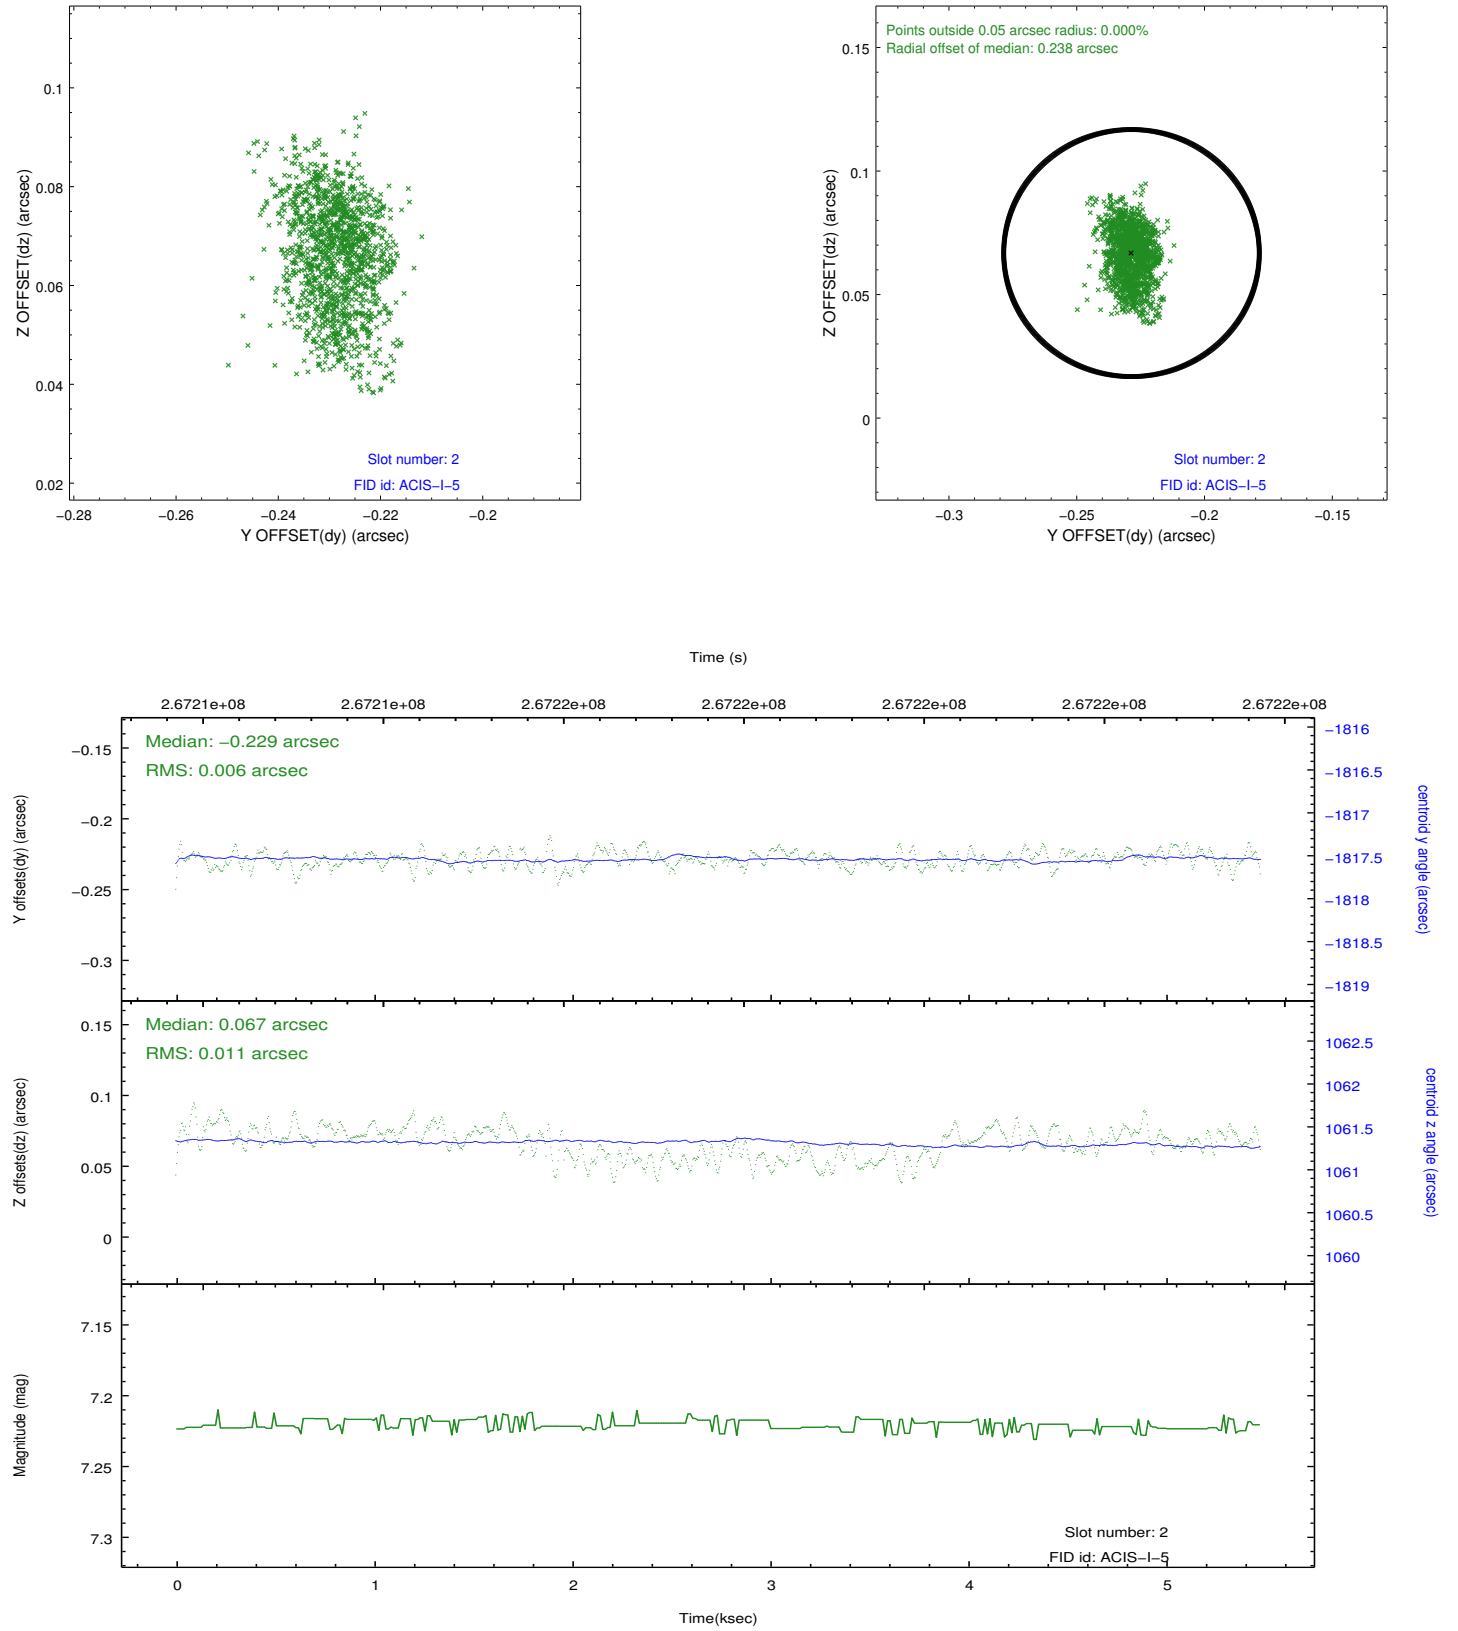 0.1
0.08
0.06
0.04
0.02
Z OFFSET(dz) (arcsec)
Slot number: 2
FID id: ACIS−I−5
−0.28
−0.26
−0.24
−0.22
−0.2
Y OFFSET(dy) (arcsec)
Points outside 0.05 arcsec radius: 0.000%
Radial offset of median: 0.238 arcsec
0.15
0.1
0.05
0
Z OFFSET(dz) (arcsec)
Slot number: 2
FID id: ACIS−I−5
−0.3
−0.25
−0.2
−0.15
Y OFFSET(dy) (arcsec)
Time (s)
2.6721e+08
2.6721e+08
2.6722e+08
2.6722e+08
2.6722e+08
2.6722e+08
2.6722e+08
Median: −0.229 arcsec
RMS: 0.006 arcsec
−0.15
−0.2
−0.25
−0.3
Y offsets(dy) (arcsec)
−1816
−1816.5
−1817
−1817.5
−1818
−1818.5
−1819
centroid y angle (arcsec)
Median: 0.067 arcsec
RMS: 0.011 arcsec
0.15
0.1
0.05
0
Z offsets(dz) (arcsec)
1062.5
1062
1061.5
1061
1060.5
1060
centroid z angle (arcsec)
7.15
7.2
7.25
7.3
Magnitude (mag)
Slot number: 2
FID id: ACIS−I−5
0
1
2
3
4
5
Time(ksec)